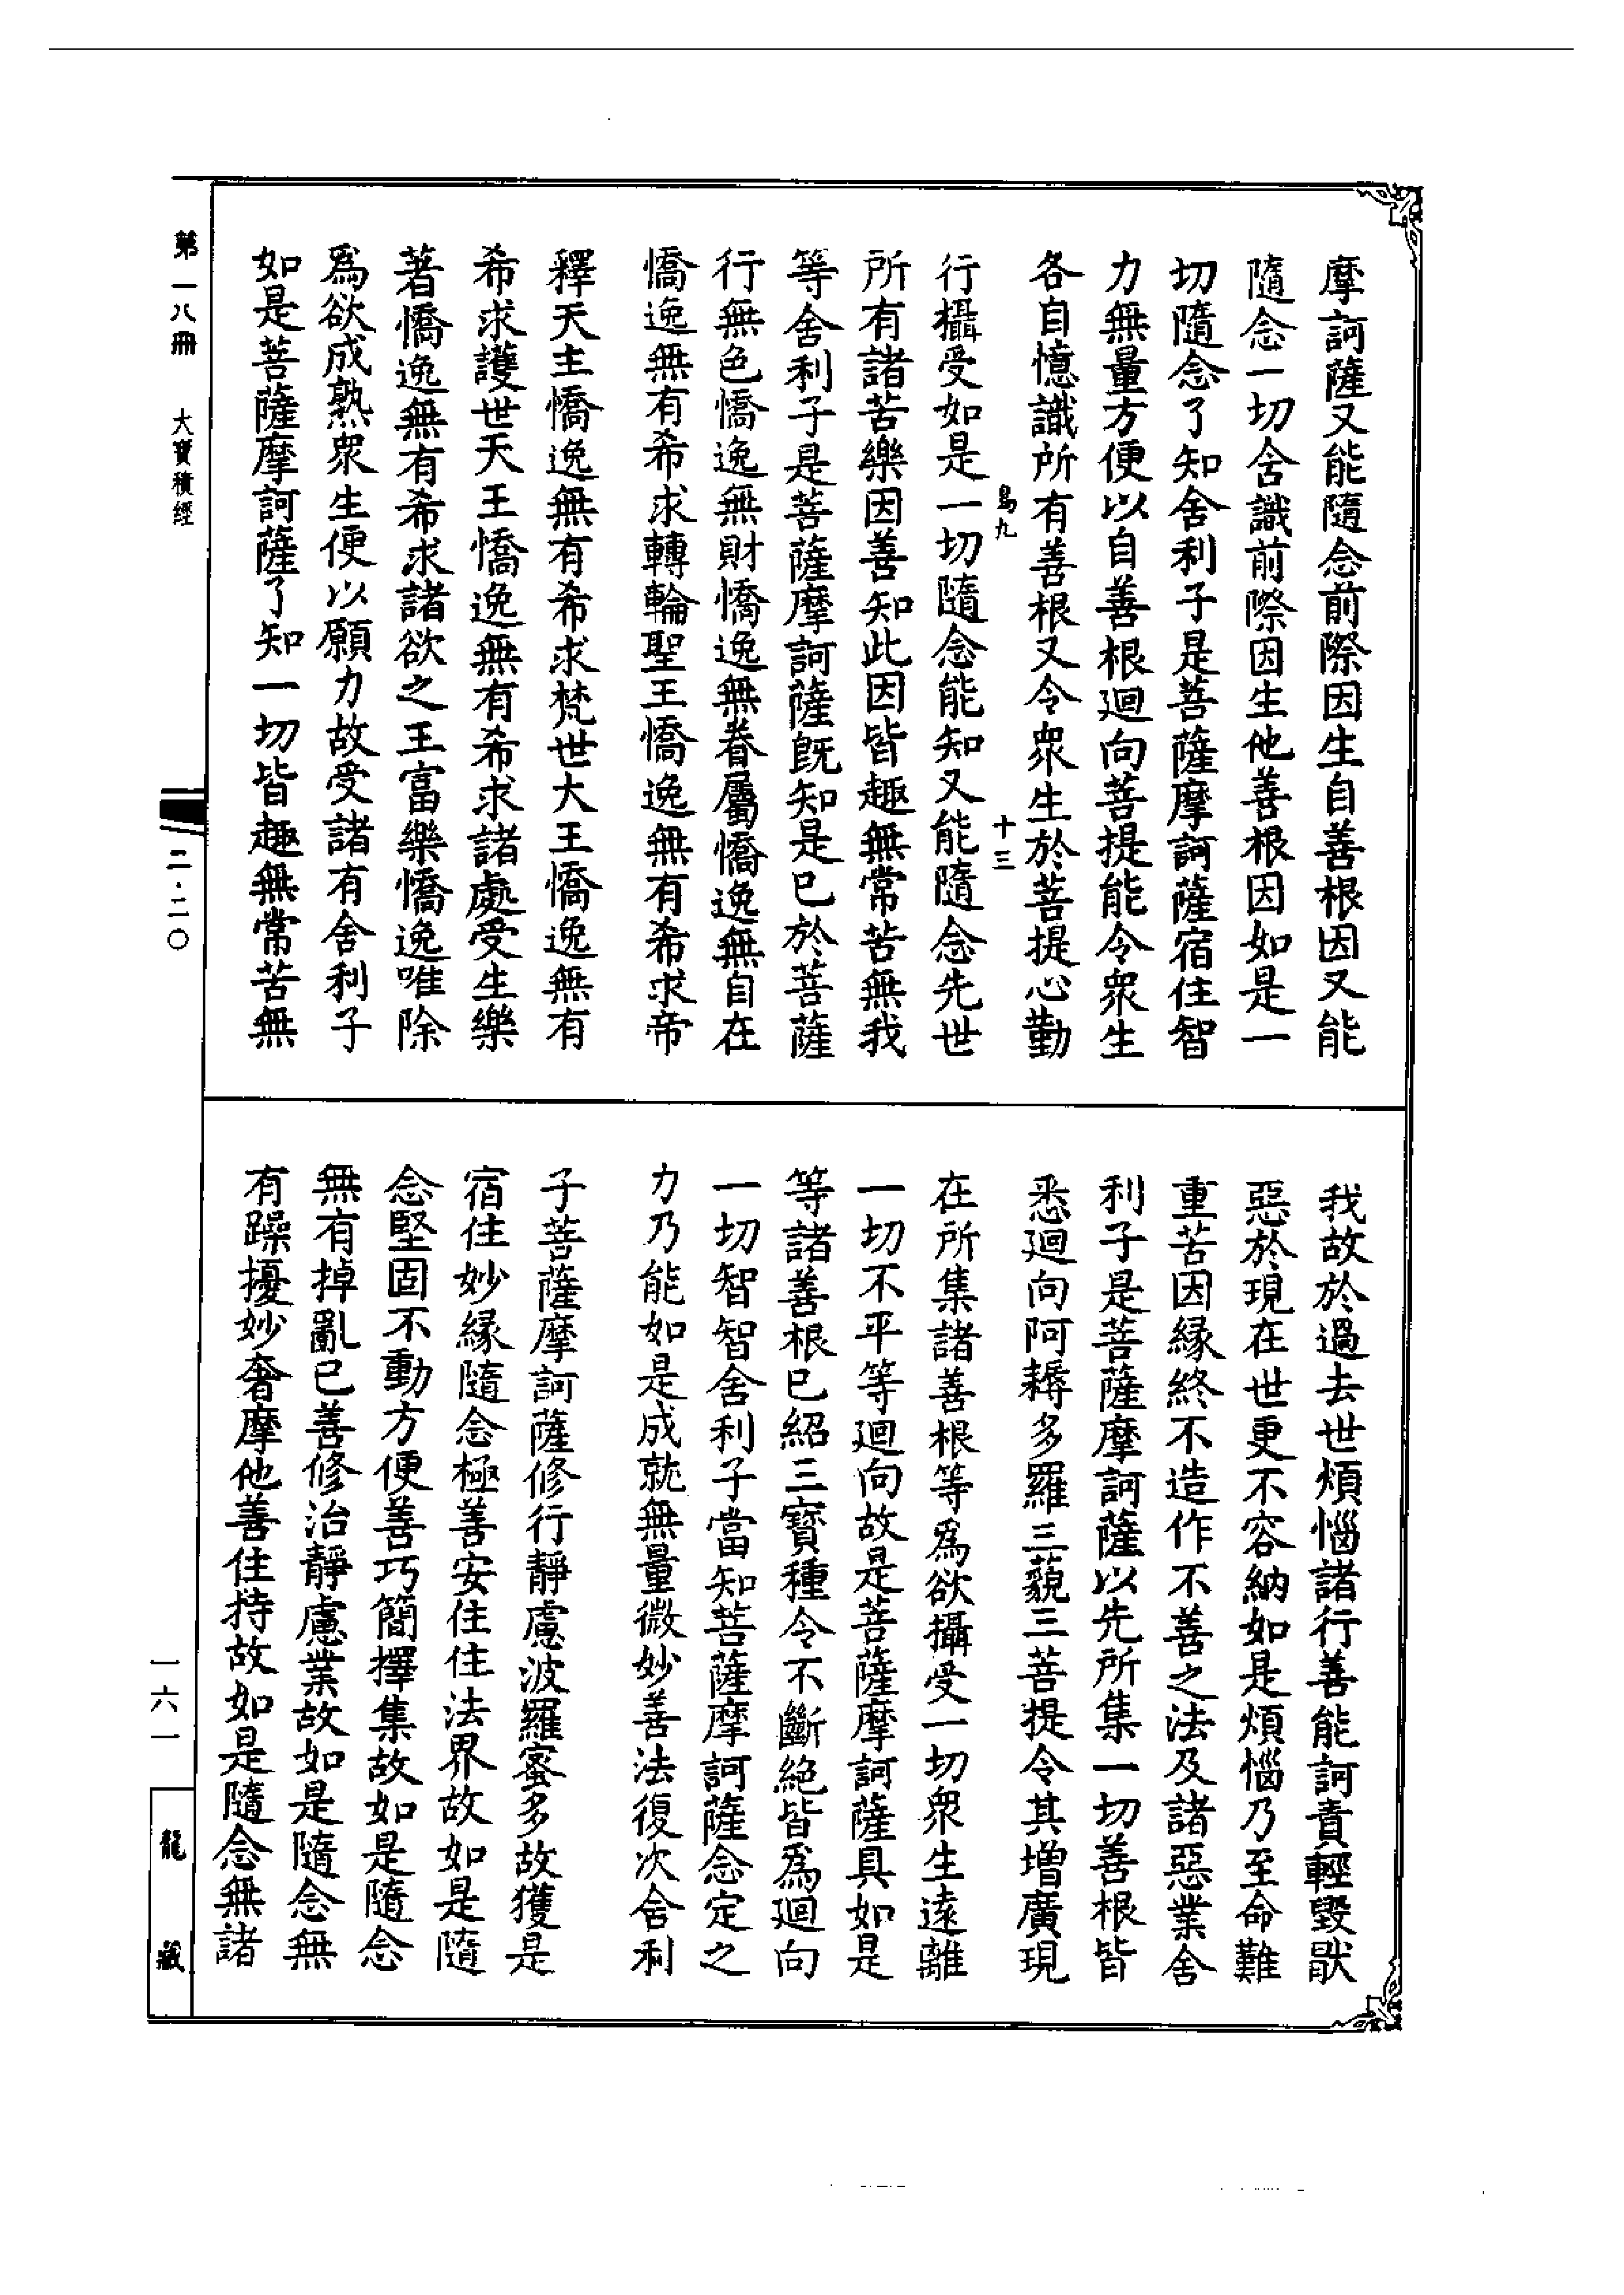 摩訶薩又能隨念前際因生自善根因又能
隨念一切含識前際因生他善根因如是一
切隨念了知舍利子是菩薩摩訶薩宿住智
力無量方便以自善根迴向菩提能令衆生
各自憶識所有善根又令衆生於菩提心勤
鳥九 十三
行攝受如是一切隨念能知又能隨念先世
所有諸苦樂因善知此因皆趣無常苦無我
等舍利子是菩薩摩訶薩既知是已於菩薩
行無色憍逸無財憍逸無眷屬憍逸無自在
憍逸無有希求轉輪聖王憍逸無有希求帝
釋天主憍逸無有希求梵世大王憍逸無有
希求護世天王憍逸無有希求諸處受生樂
著憍逸無有希求諸欲之王富樂憍逸唯除
爲欲成熟衆生便以願力故受諸有舍利子
如是菩薩摩訶薩了知一切皆趣無常苦無
我故於過去世煩惱諸行善能訶責輕毀猒
惡於現在世更不容納如是煩惱乃至命難
重苦因緣終不造作不善之法及諸惡業舍
利子是菩薩摩訶薩以先所集一切善根皆
悉迴向阿耨多羅三藐三菩提令其增廣現
在所集諸善根等爲欲攝受一切衆生遠離
一切不平等迴向故是菩薩摩訶薩具如是
等諸善根已紹三寶種令不斷絕皆爲迴向
一切智智舍利子當知菩薩摩訶薩念定之
力乃能如是成就無量微妙善法復次舍利
子菩薩摩訶薩修行靜慮波羅蜜多故獲是
宿住妙緣隨念極善安住住法界故如是隨
念堅固不動方便善巧簡擇集故如是隨念
無有掉亂已善修治靜慮業故如是隨念無
有躁擾妙奢摩他善住持故如是隨念無諸
第一八冊 大寶積經
二·二〇
一六一
龍藏